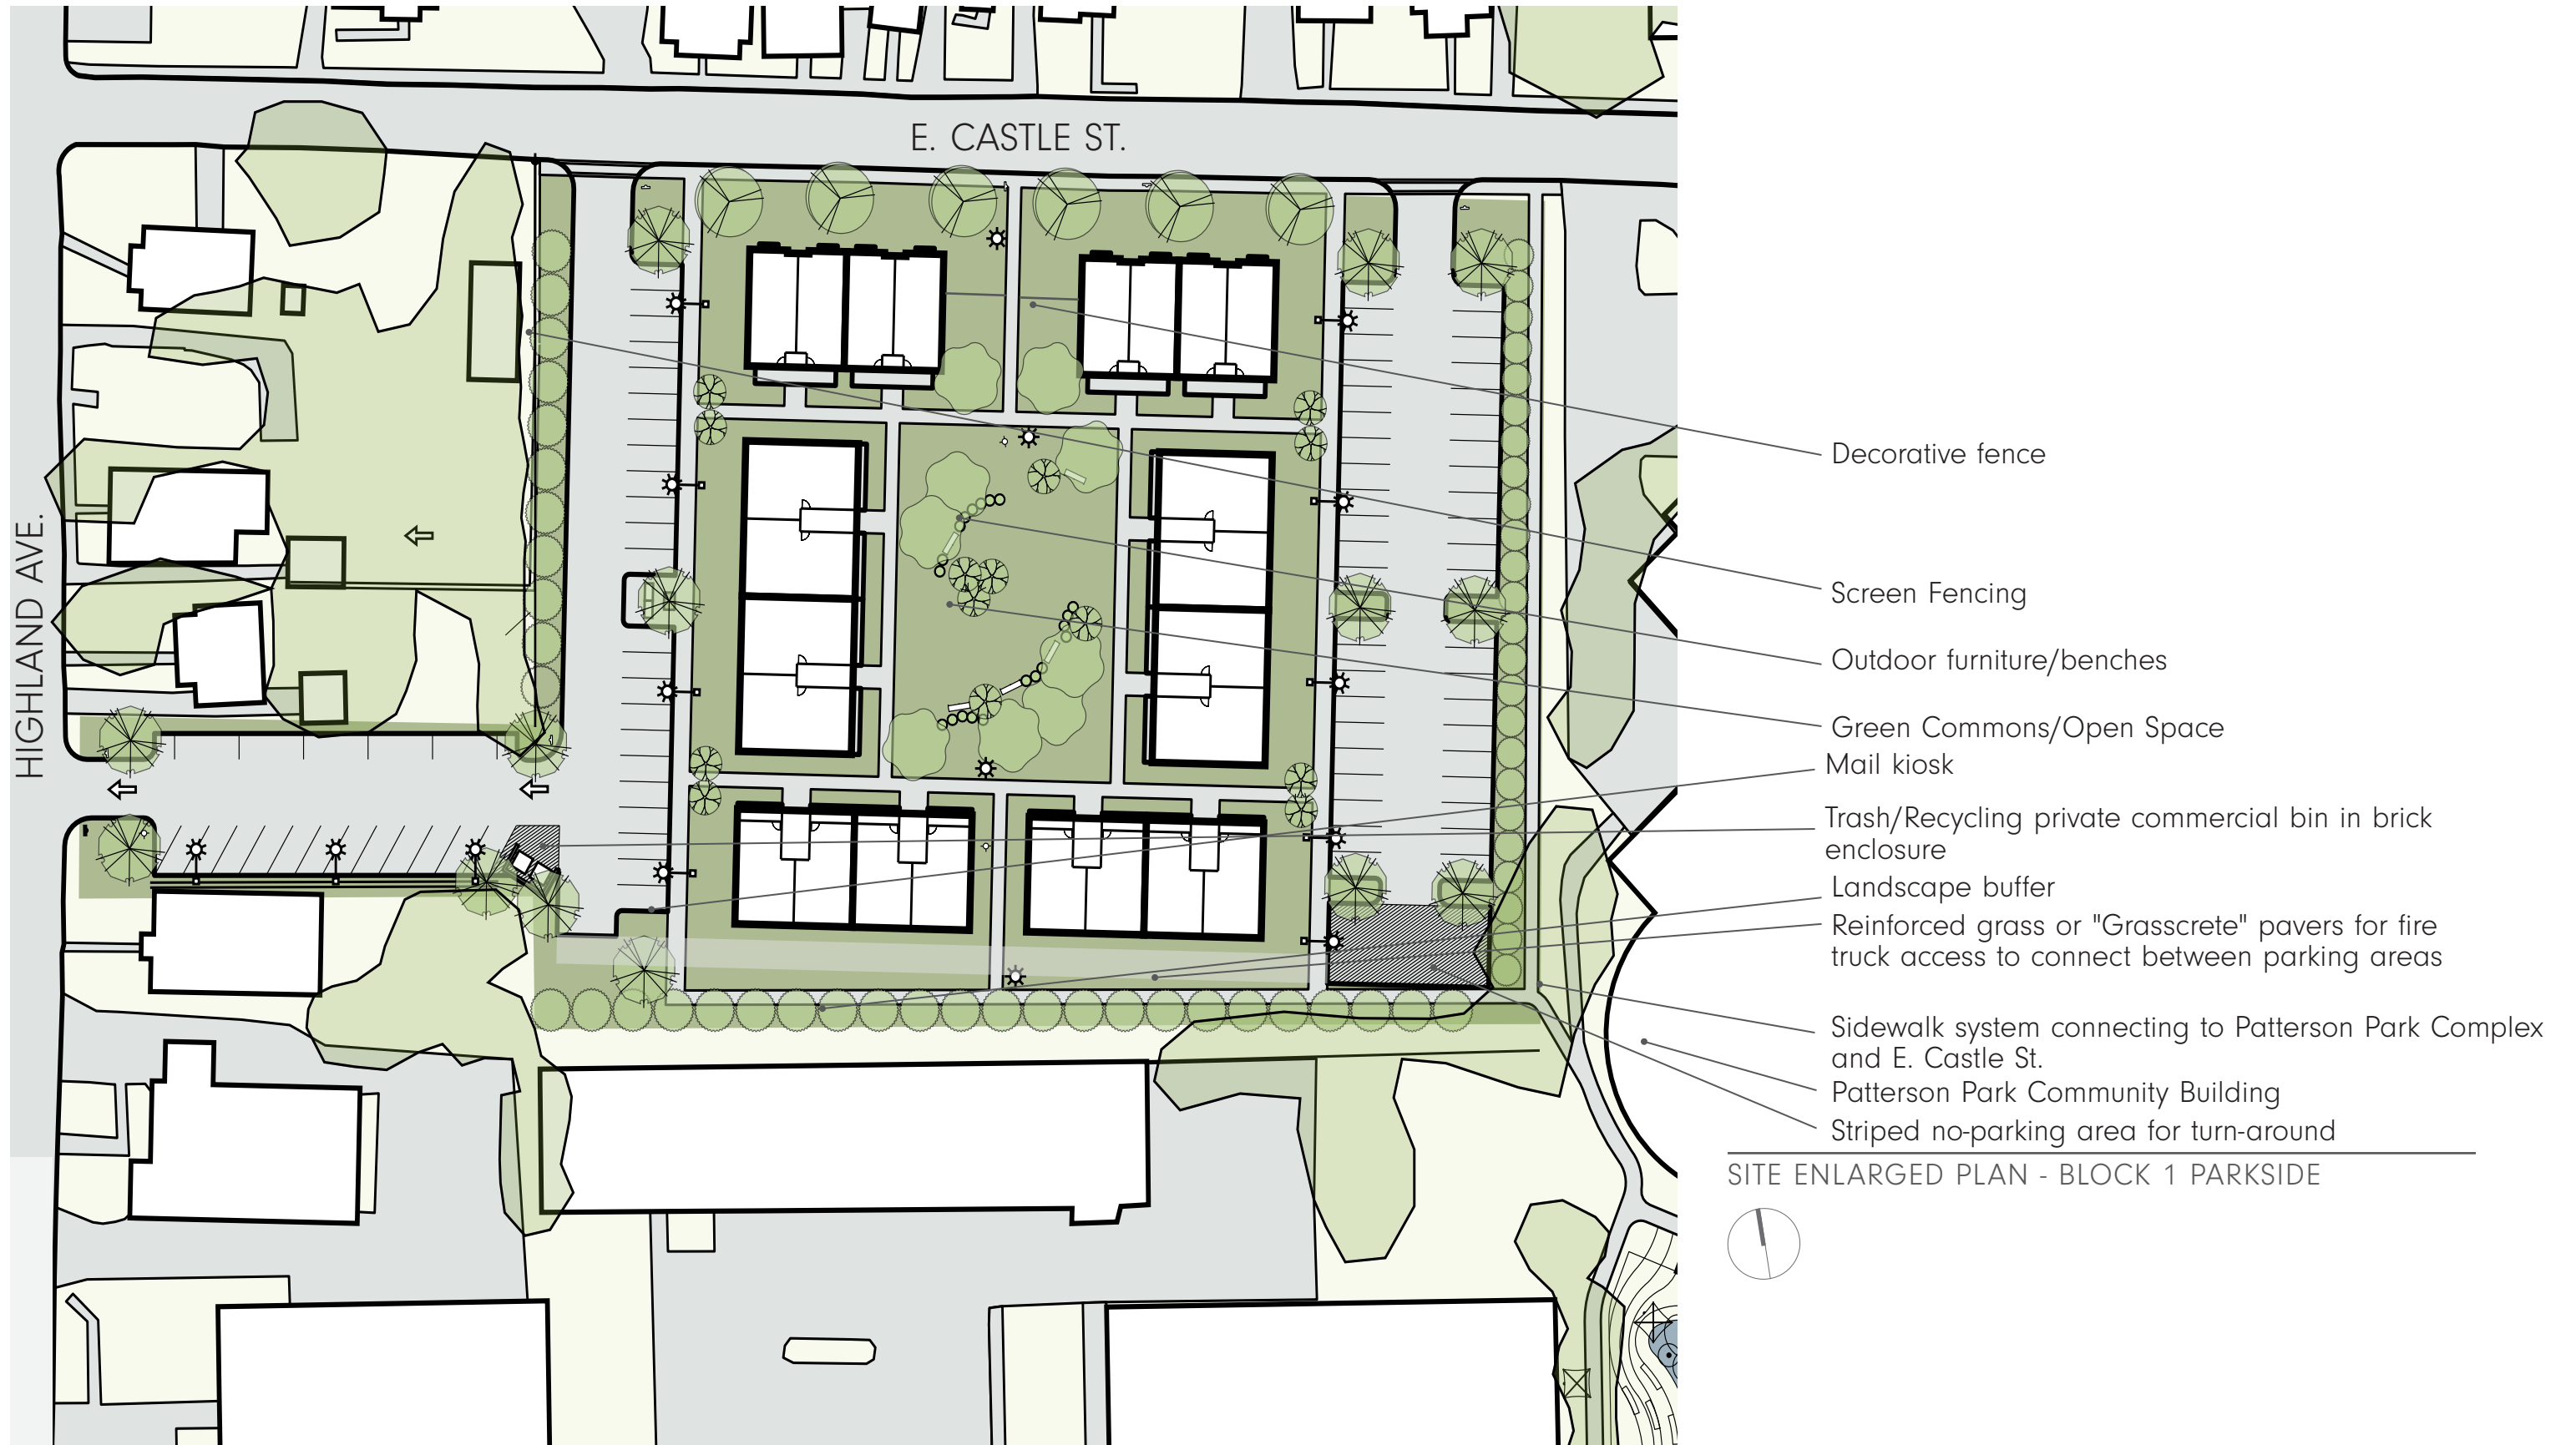 E. CASTLE ST.
HIGHLAND AVE.
Decorative fence
Screen Fencing
Outdoor furniture/benches
Green Commons/Open Space
Mail kiosk
Trash/Recycling private commercial bin in brick
enclosure
Landscape buffer
Reinforced grass or "Grasscrete" pavers for fire
truck access to connect between parking areas
Sidewalk system connecting to Patterson Park Complex
and E. Castle St.
Patterson Park Community Building
Striped no-parking area for turn-around
SITE ENLARGED PLAN - BLOCK 1 PARKSIDE